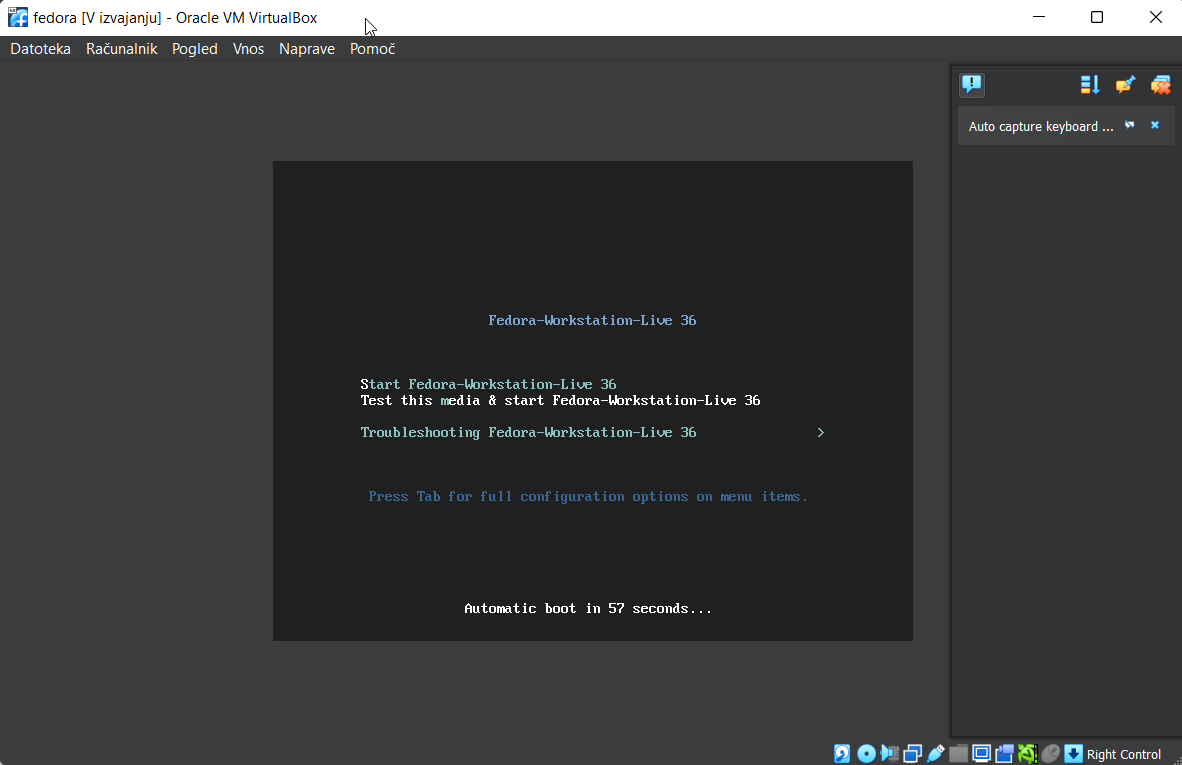 fedora [V izvajanju] - Oracle VM VirtualBox
Datoteka Računalnik Pogled Vnos Naprave Pomoč
Auto capture keyboard ...
Fedora-Workstation-Live 36
Start Fedora-Workstation-Live 36
Test this media & start Fedora-Workstation-Live 36
Troubleshooting Fedora-Workstation-Live 36 >
Press Tab for full configuration options on menu items.
Automatic boot in 57 seconds...
Right Control